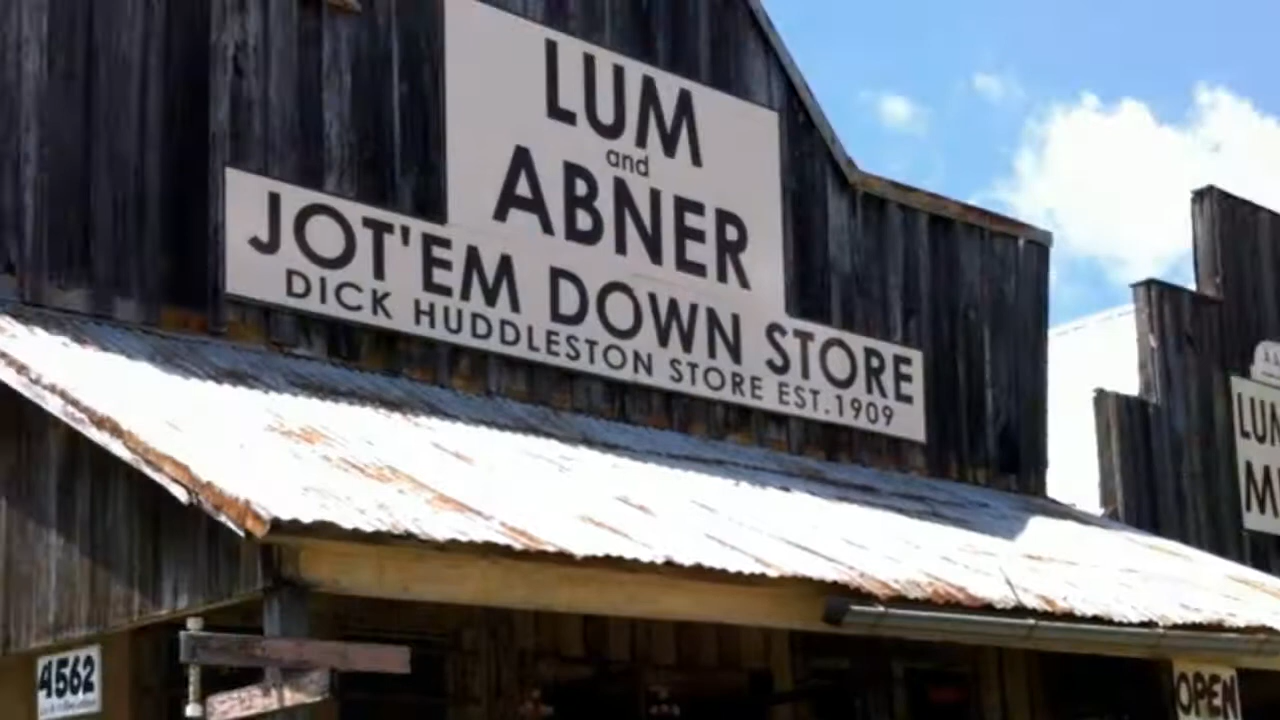 LUM
and
ABNER
JOT'EM DOWN STORE
DICK HUDDLESTON STORE EST.1909
4562
OPEN